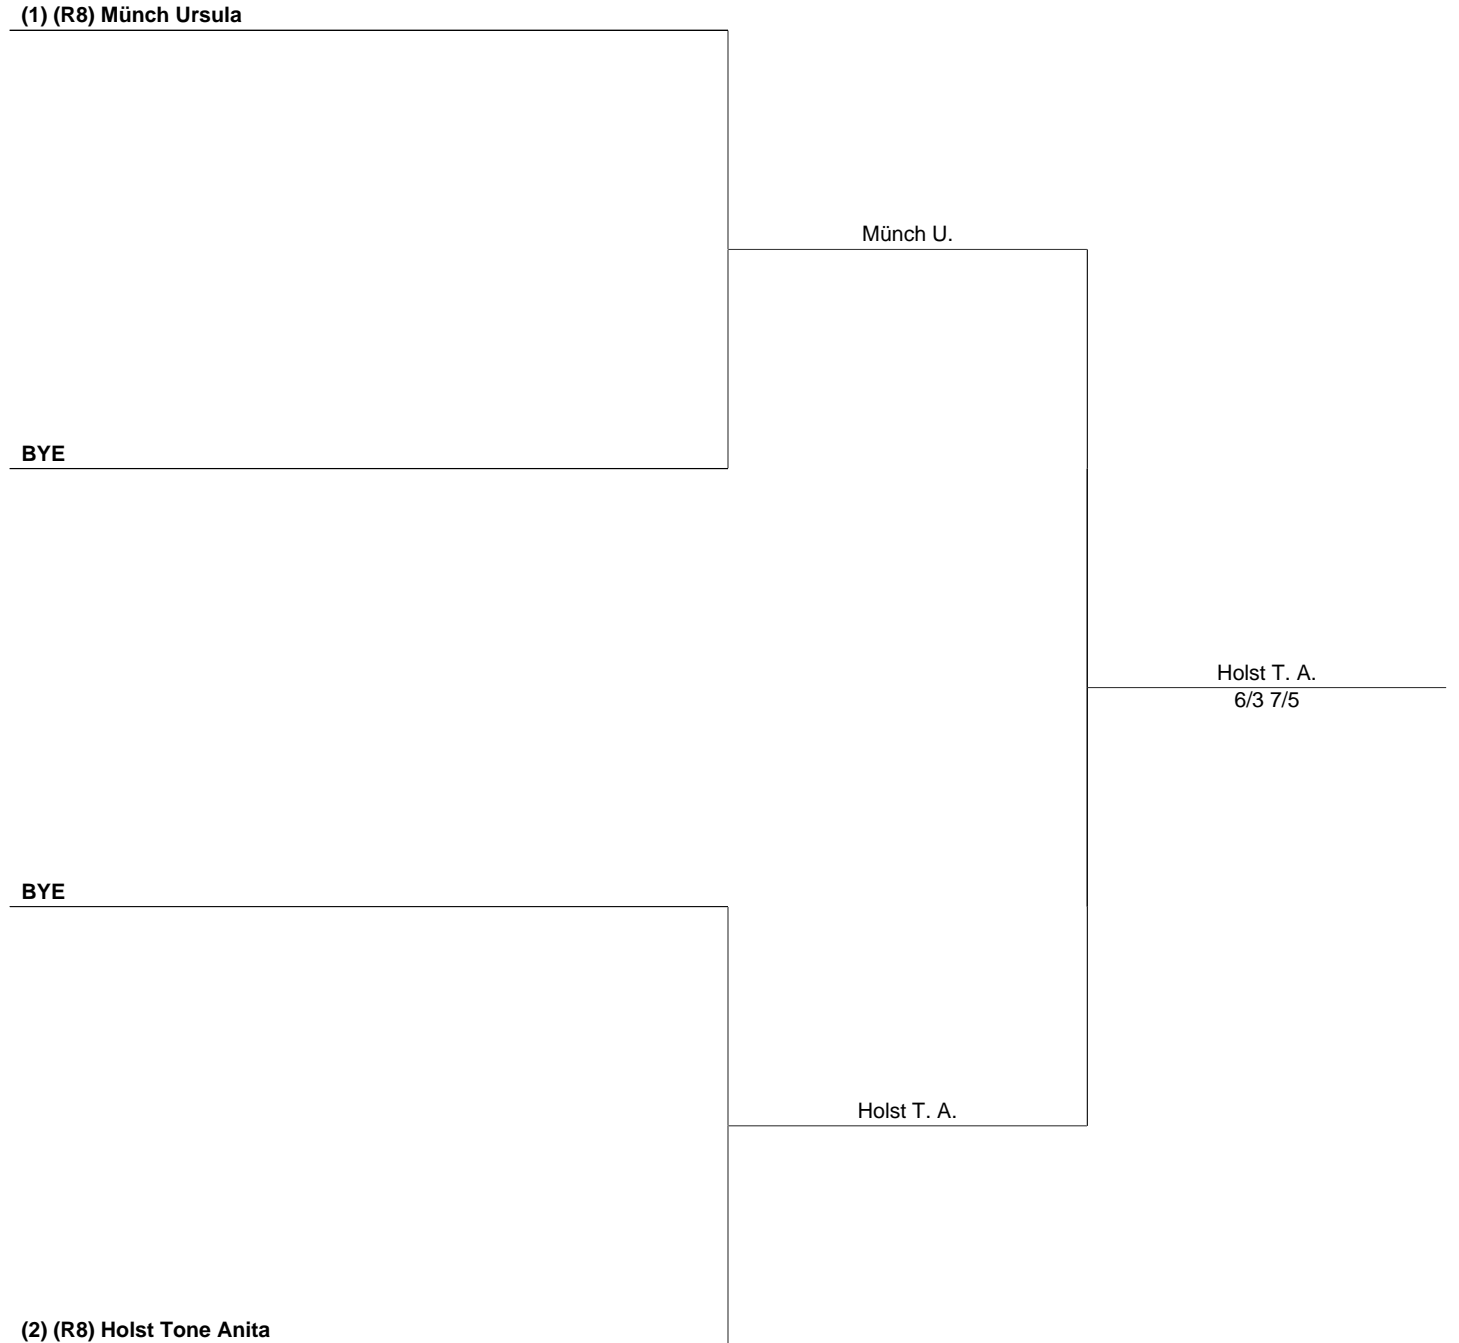 (1) (R8) Münch Ursula
Münch U.
BYE
Holst T. A.
6/3 7/5
BYE
Holst T. A.
(2) (R8) Holst Tone Anita